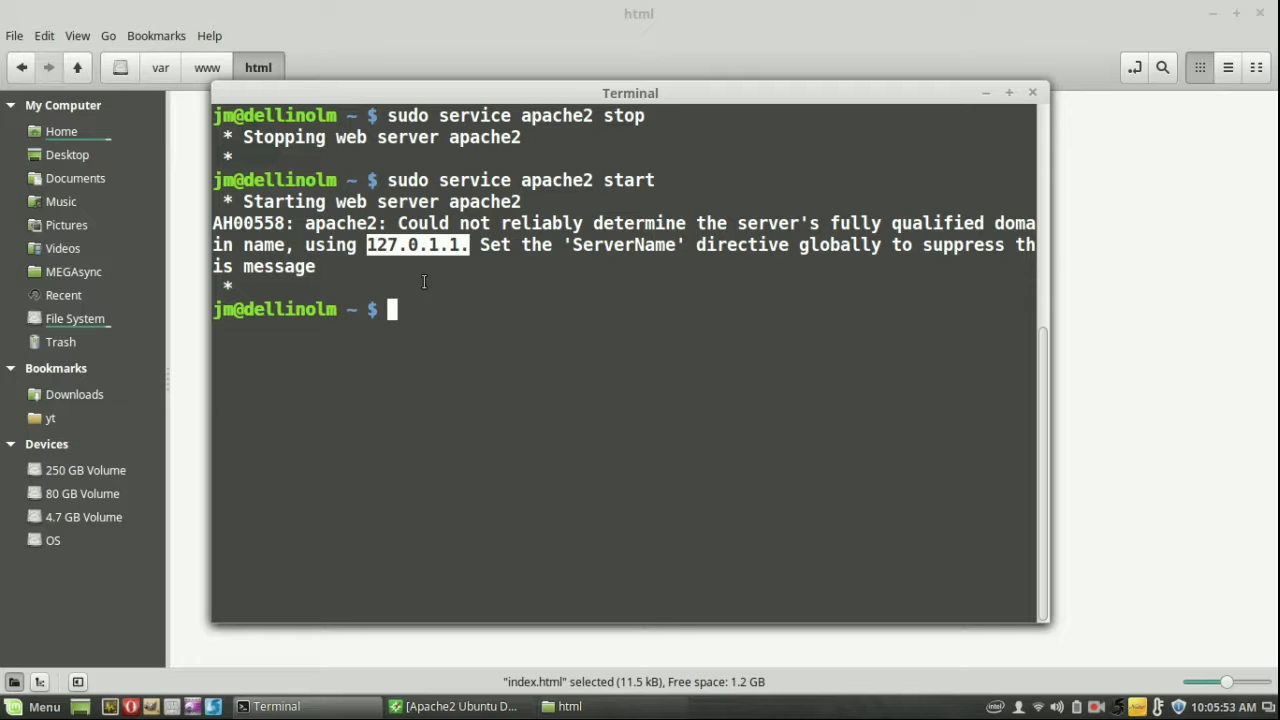 html
File Edit View Go Bookmarks Help
var www html
My Computer
Home
Desktop
Documents
Music
Pictures
Videos
MEGAsync
Recent
File System
Trash
Bookmarks
Downloads
yt
Devices
250 GB Volume
80 GB Volume
4.7 GB Volume
OS
Terminal
jm@dellinolm ~ $ sudo service apache2 stop
* Stopping web server apache2
*
jm@dellinolm ~ $ sudo service apache2 start
* Starting web server apache2
AH00558: apache2: Could not reliably determine the server's fully qualified doma
in name, using 127.0.1.1. Set the 'ServerName' directive globally to suppress th
is message
*
jm@dellinolm ~ $
"index.html" selected (11.5 kB), Free space: 1.2 GB
Menu Terminal [Apache2 Ubuntu D... html 10:05:53 AM